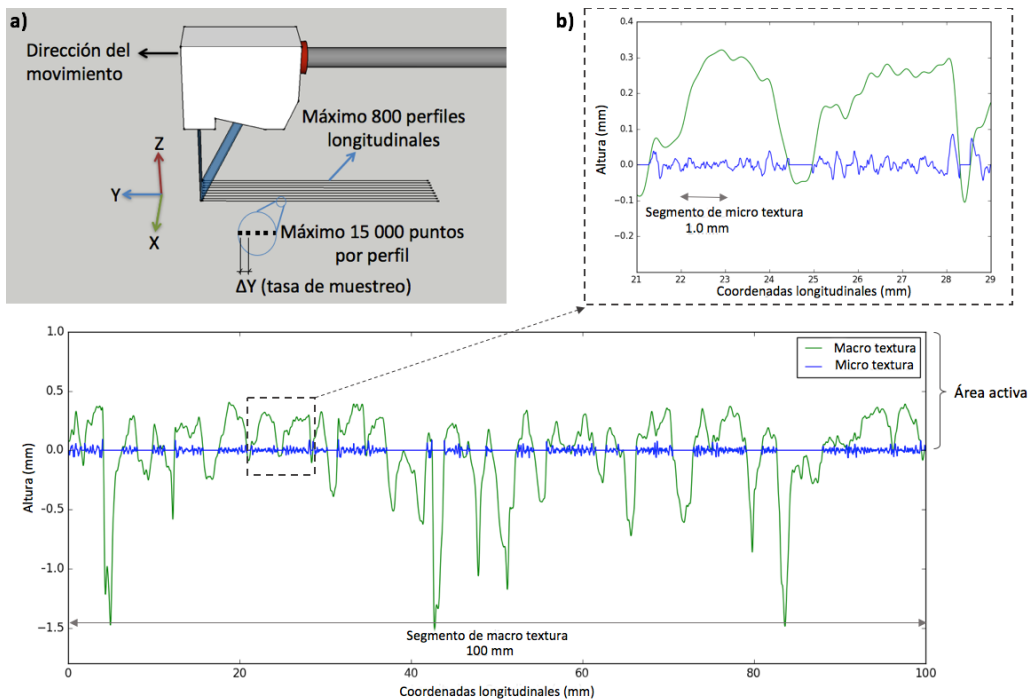 a)
Dirección del
movimiento
Máximo 800 perfiles
longitudinales
Z
Y
X
Máximo 15 000 puntos
por perfil
ΔY (tasa de muestreo)
b)
Altura (mm)
0.4
0.3
0.2
0.1
0.0
−0.1
−0.2
Segmento de micro textura
1.0 mm
21
22
23
24
25
26
27
28
29
Coordenadas longitudinales (mm)
Altura (mm)
1.0
0.5
0.0
−0.5
−1.0
−1.5
Macro textura
Micro textura
Área activa
Segmento de macro textura
100 mm
0
20
40
60
80
100
Coordenadas longitudinales (mm)